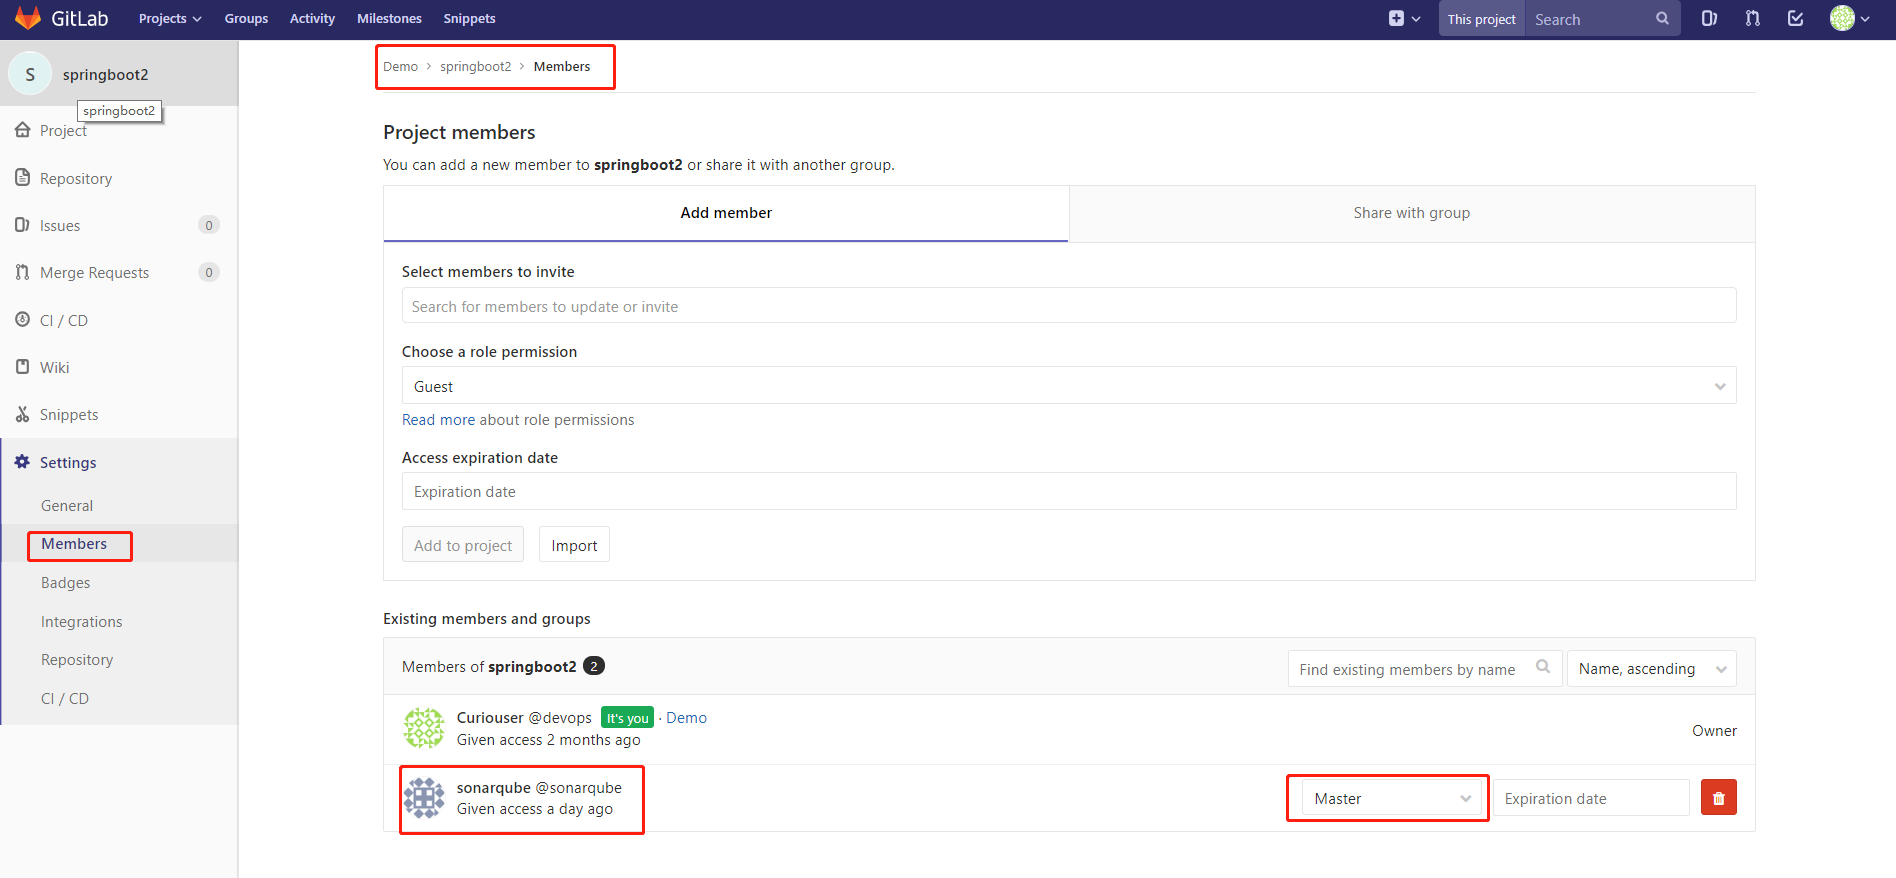 GitLab Projects Groups Activity Milestones Snippets This project Search
S springboot2
springboot2
Project
Repository
Issues 0
Merge Requests 0
CI / CD
Wiki
Snippets
Settings
General
Members
Badges
Integrations
Repository
CI / CD
Demo > springboot2 > Members
Project members
You can add a new member to springboot2 or share it with another group.
Add member Share with group
Select members to invite
Search for members to update or invite
Choose a role permission
Guest
Read more about role permissions
Access expiration date
Expiration date
Add to project Import
Existing members and groups
Members of springboot2 2 Find existing members by name Name, ascending
Curiouser @devops It's you · Demo
Given access 2 months ago
Owner
sonarqube @sonarqube
Given access a day ago
Master Expiration date